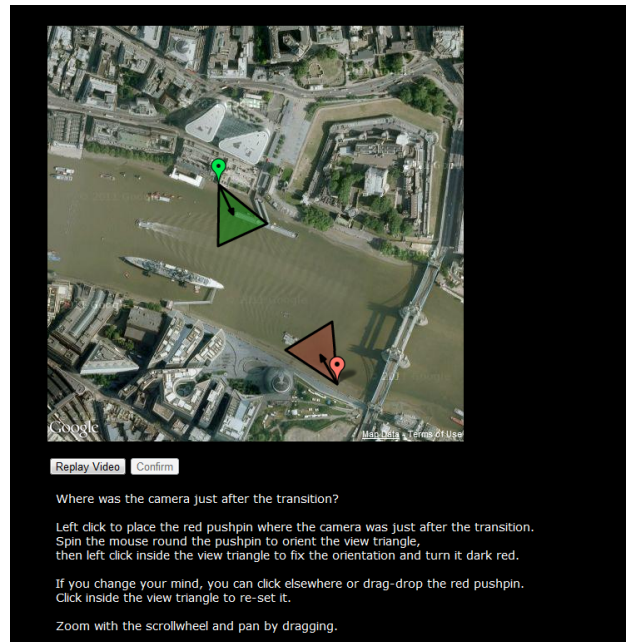 Google
Map Data - Terms of Use
Replay Video Confirm
Where was the camera just after the transition?
Left click to place the red pushpin where the camera was just after the transition.
Spin the mouse round the pushpin to orient the view triangle,
then left click inside the view triangle to fix the orientation and turn it dark red.
If you change your mind, you can click elsewhere or drag-drop the red pushpin.
Click inside the view triangle to re-set it.
Zoom with the scrollwheel and pan by dragging.